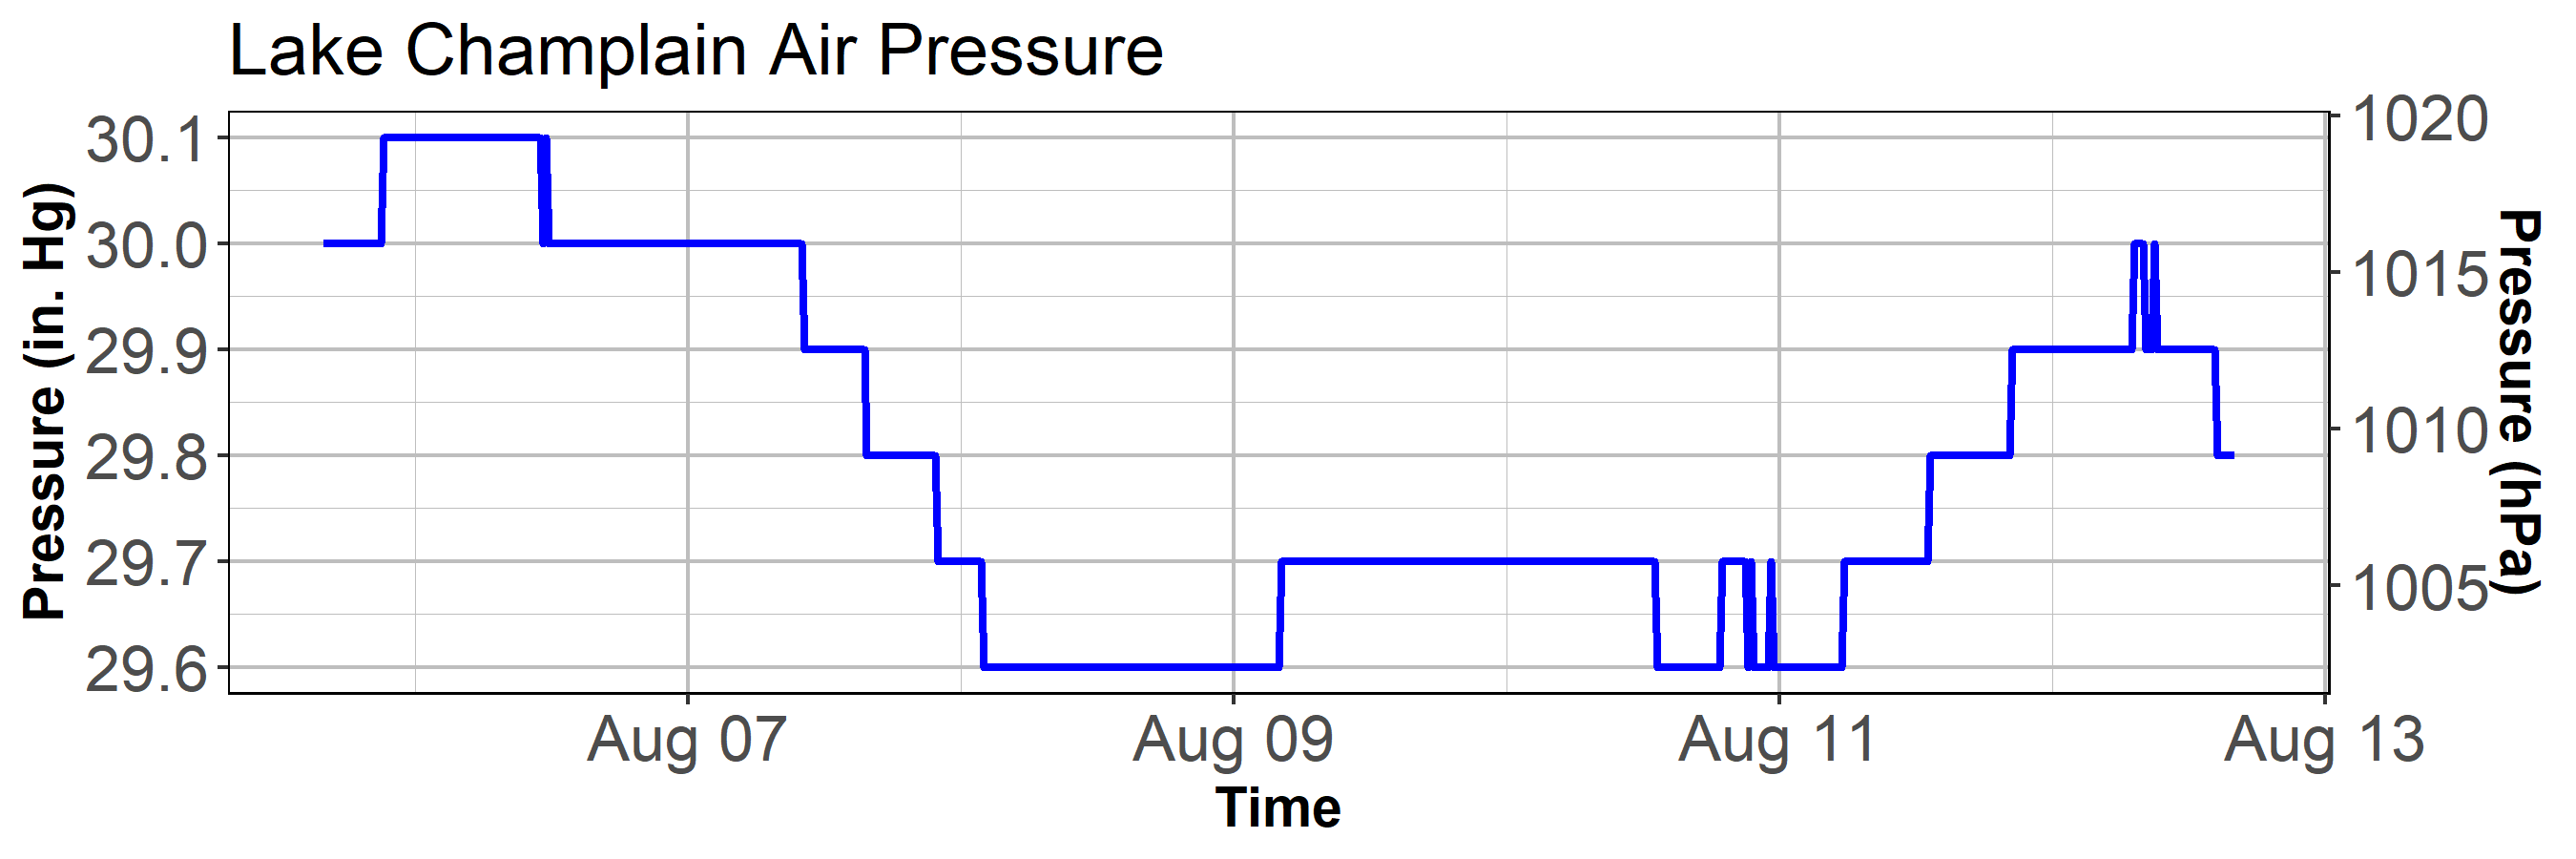 Lake Champlain Air Pressure
Pressure (in. Hg)
30.1
30.0
29.9
29.8
29.7
29.6
1020
1015
1010
1005
Pressure (hPa)
Aug 07 Aug 09 Aug 11 Aug 13
Time